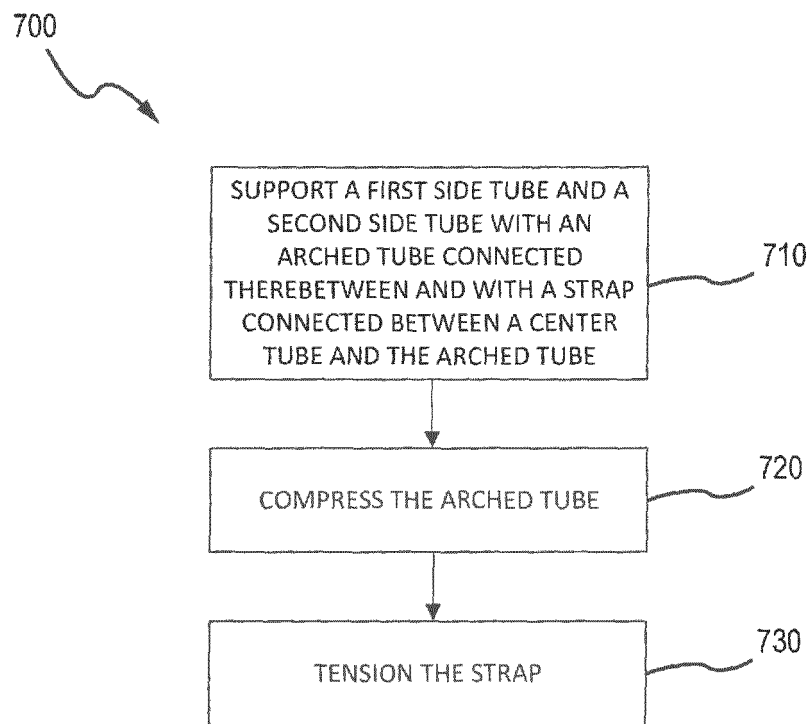 700
SUPPORT A FIRST SIDE TUBE AND A
SECOND SIDE TUBE WITH AN
ARCHED TUBE CONNECTED
THEREBETWEEN AND WITH A STRAP
CONNECTED BETWEEN A CENTER
TUBE AND THE ARCHED TUBE
710
COMPRESS THE ARCHED TUBE
720
TENSION THE STRAP
730